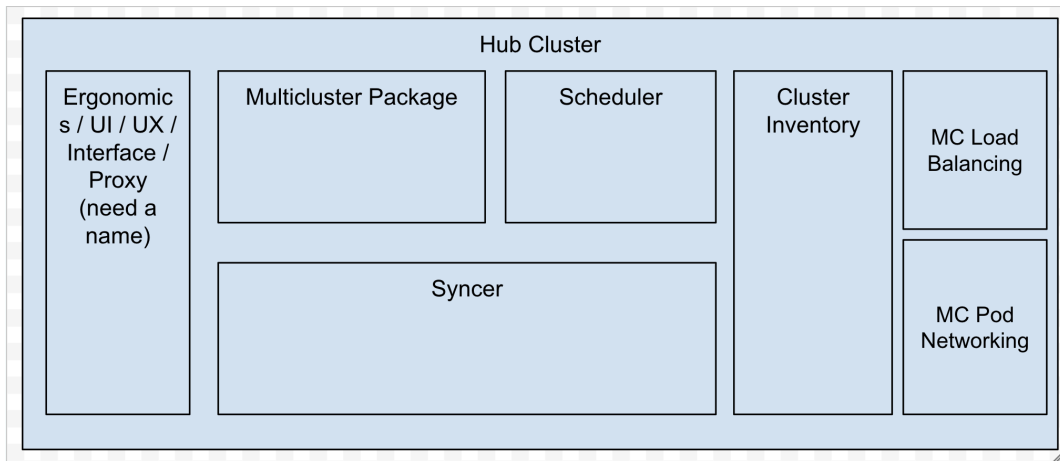 Hub Cluster
Ergonomic
s / UI / UX /
Interface /
Proxy
(need a
name)
Multicluster Package
Scheduler
Cluster
Inventory
MC Load
Balancing
Syncer
MC Pod
Networking